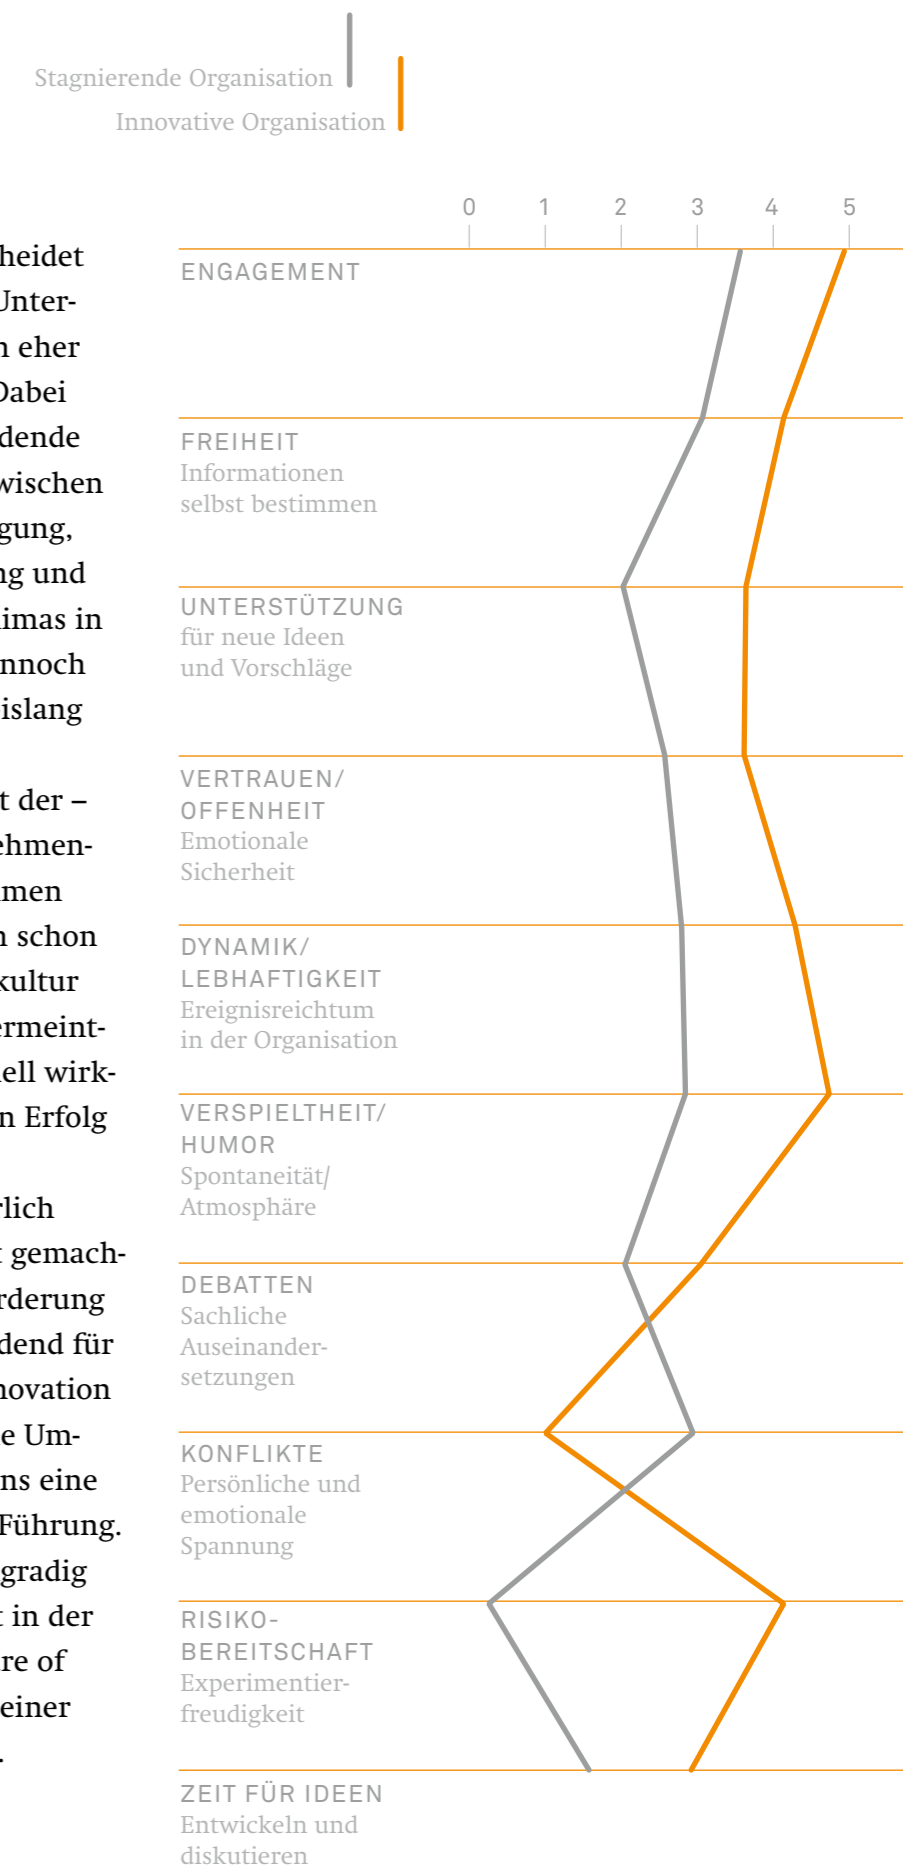 Stagnierende Organisation
Innovative Organisation
0 1 2 3 4 5
heidet
Unter-
n eher
Dabei
dende
wischen
gung,
ng und
imas in
nnoch
islang
t der –
ehmen-
men
n schon
kultur
ermeint-
ell wirk-
n Erfolg
rlich
t gemach-
rderung
dend für
novation
e Um-
ns eine
Führung.
gradig
t in der
re of
einer
.
ENGAGEMENT
FREIHEIT
Informationen
selbst bestimmen
UNTERSTÜTZUNG
für neue Ideen
und Vorschläge
VERTRAUEN/
OFFENHEIT
Emotionale
Sicherheit
DYNAMIK/
LEBHAFTIGKEIT
Ereignisreichtum
in der Organisation
VERSPIELTHEIT/
HUMOR
Spontaneität/
Atmosphäre
DEBATTEN
Sachliche
Auseinander-
setzungen
KONFLIKTE
Persönliche und
emotionale
Spannung
RISIKO-
BEREITSCHAFT
Experimentier-
freudigkeit
ZEIT FÜR IDEEN
Entwickeln und
diskutieren